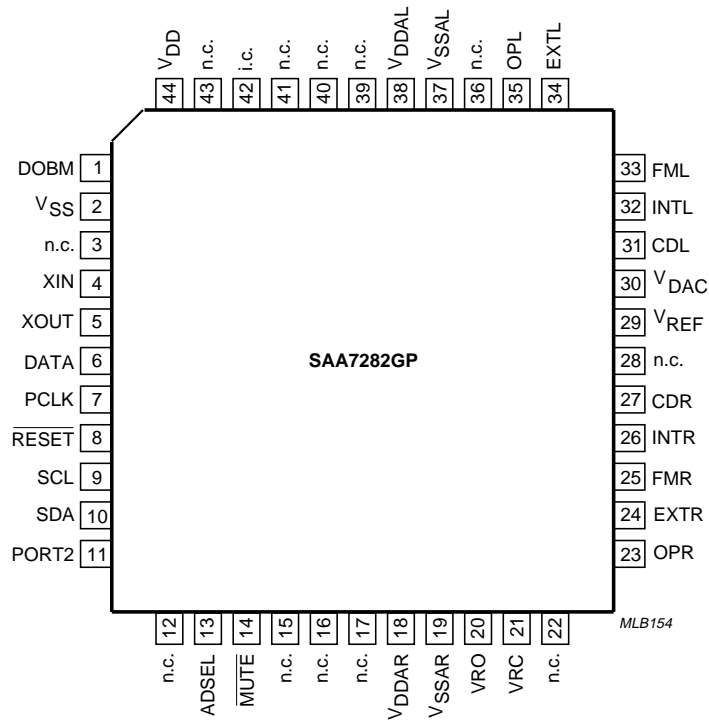 VDD n.c. i.c. n.c. n.c. n.c. VDDAL VSSAL n.c. OPL EXTL
44 43 42 41 40 39 38 37 36 35 34
DOBM 1
VSS 2
n.c. 3
XIN 4
XOUT 5
DATA 6
PCLK 7
RESET 8
SCL 9
SDA 10
PORT2 11
SAA7282GP
33 FML
32 INTL
31 CDL
30 VDAC
29 VREF
28 n.c.
27 CDR
26 INTR
25 FMR
24 EXTR
23 OPR
12 13 14 15 16 17 18 19 20 21 22
n.c. ADSEL MUTE n.c. n.c. n.c. VDDAR VSSAR VRO VRC n.c.
MLB154